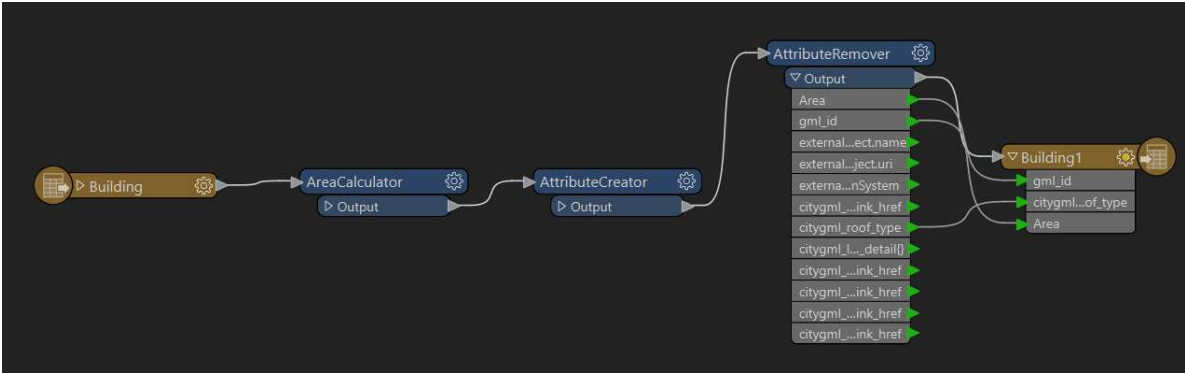 Building
AreaCalculator
Output
AttributeCreator
Output
AttributeRemover
Output
Area
gml_id
external...ect.name
external...ject.uri
externa...nSystem
citygml_...ink_href
citygml_roof_type
citygml_l..._detail{}
citygml_...ink_href
citygml_...ink_href
citygml_...ink_href
citygml_...ink_href
Building1
gml_id
citygml...of_type
Area